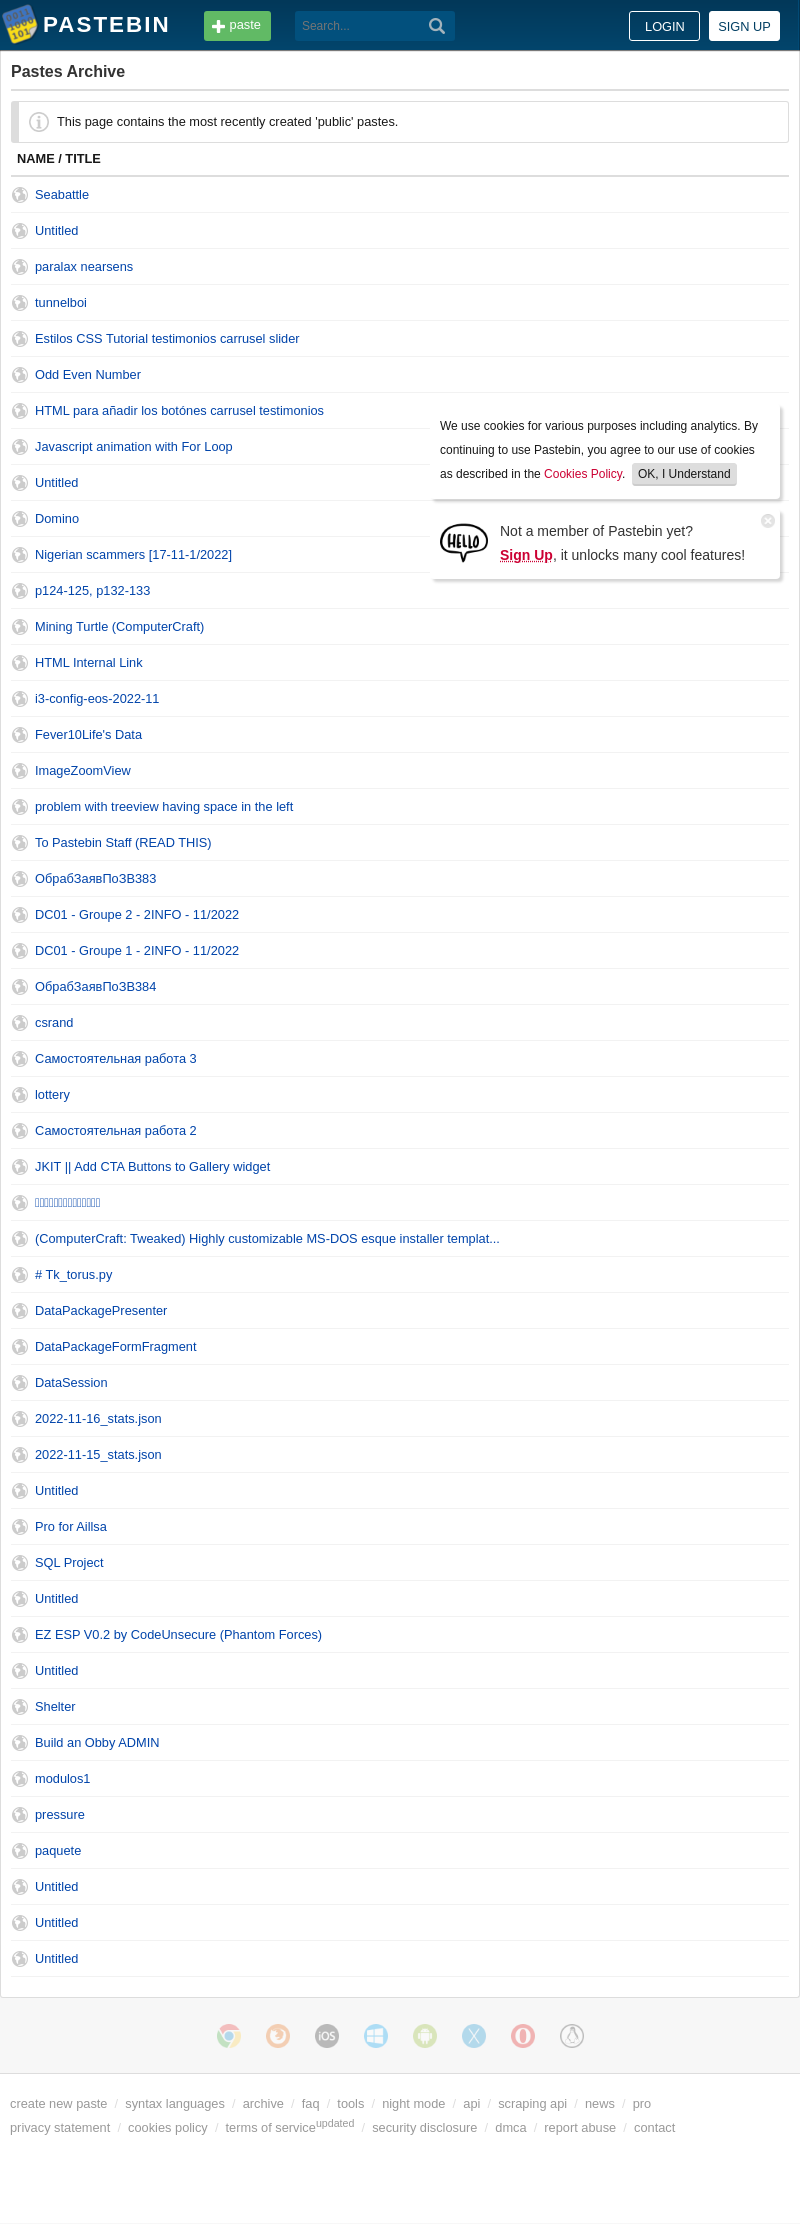 PASTEBIN
paste
Search...
LOGIN
SIGN UP
Pastes Archive
This page contains the most recently created 'public' pastes.
NAME / TITLE
Seabattle
Untitled
paralax nearsens
tunnelboi
Estilos CSS Tutorial testimonios carrusel slider
Odd Even Number
HTML para añadir los botónes carrusel testimonios
Javascript animation with For Loop
Untitled
Domino
Nigerian scammers [17-11-1/2022]
We use cookies for various purposes including analytics. By
continuing to use Pastebin, you agree to our use of cookies
as described in the Cookies Policy. OK, I Understand
HELLO
Not a member of Pastebin yet?
Sign Up, it unlocks many cool features!
p124-125, p132-133
Mining Turtle (ComputerCraft)
HTML Internal Link
i3-config-eos-2022-11
Fever10Life's Data
ImageZoomView
problem with treeview having space in the left
To Pastebin Staff (READ THIS)
ОбрабЗаявПоЗВ383
DC01 - Groupe 2 - 2INFO - 11/2022
DC01 - Groupe 1 - 2INFO - 11/2022
ОбрабЗаявПоЗВ384
csrand
Самостоятельная работа 3
lottery
Самостоятельная работа 2
JKIT || Add CTA Buttons to Gallery widget
(ComputerCraft: Tweaked) Highly customizable MS-DOS esque installer templat...
# Tk_torus.py
DataPackagePresenter
DataPackageFormFragment
DataSession
2022-11-16_stats.json
2022-11-15_stats.json
Untitled
Pro for Aillsa
SQL Project
Untitled
EZ ESP V0.2 by CodeUnsecure (Phantom Forces)
Untitled
Shelter
Build an Obby ADMIN
modulos1
pressure
paquete
Untitled
Untitled
Untitled
iOS
create new paste / syntax languages / archive / faq / tools / night mode / api / scraping api / news / pro
privacy statement / cookies policy / terms of service updated / security disclosure / dmca / report abuse / contact